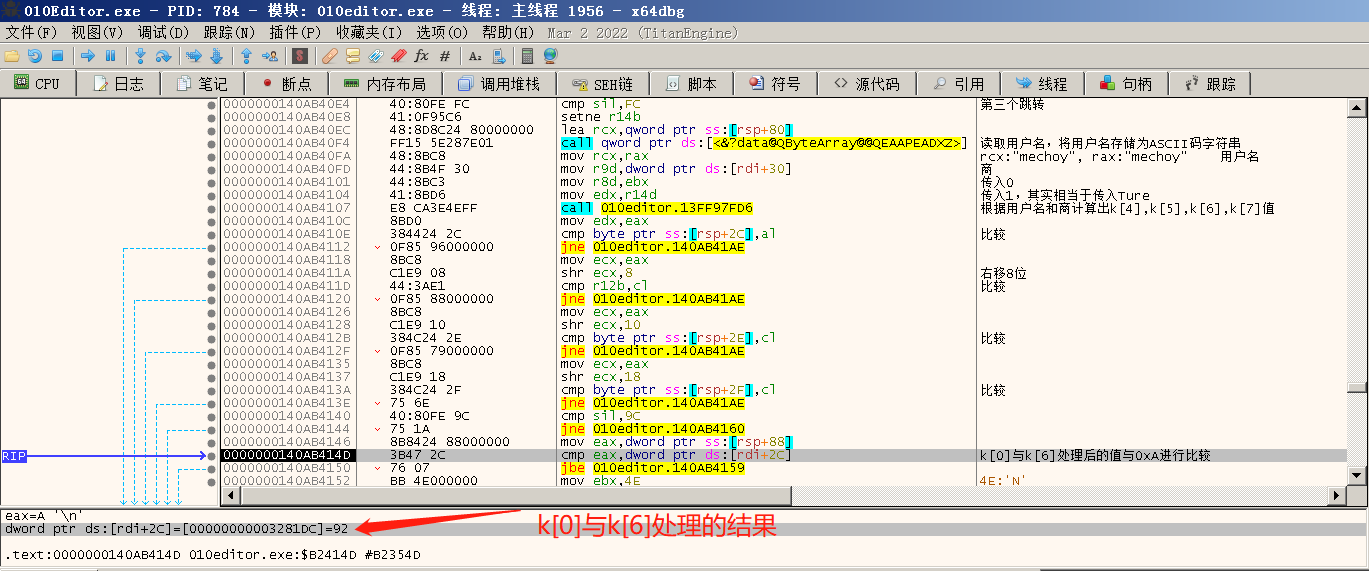 010Editor.exe - PID: 784 - 模块: 010editor.exe - 线程: 主线程 1956 - x64dbg
文件(F) 视图(V) 调试(D) 跟踪(N) 插件(P) 收藏夹(I) 选项(O) 帮助(H) Mar 2 2022 (TitanEngine)
CPU 日志 笔记 断点 内存布局 调用堆栈 SEH链 脚本 符号 源代码 引用 线程 句柄 跟踪
0000000140AB40E4 40:80FE FC cmp sil,FC 第三个跳转
0000000140AB40E8 41:0F95C6 setne r14b
0000000140AB40EC 48:8D8C24 80000000 lea rcx,qword ptr ss:[rsp+80]
0000000140AB40F4 FF15 5E287E01 call qword ptr ds:[<&?data@QByteArray@@QEAAPEADXZ>] 读取用户名，将用户名存储为ASCII码字符串
0000000140AB40FA 48:8BC8 mov rcx,rax rcx:"mechoy", rax:"mechoy" 用户名
0000000140AB40FD 44:8B4F 30 mov r9d,dword ptr ds:[rdi+30] 商
0000000140AB4101 44:8BC3 mov r8d,ebx 传入0
0000000140AB4104 41:8BD6 mov edx,r14d 传入1，其实相当于传入Ture
0000000140AB4107 E8 CA3E4EFF call 010editor.13FF97FD6 根据用户名和商计算出k[4],k[5],k[6],k[7]值
0000000140AB410C 8BD0 mov edx,eax
0000000140AB410E 384424 2C cmp byte ptr ss:[rsp+2C],al 比较
0000000140AB4112 0F85 96000000 jne 010editor.140AB41AE
0000000140AB4118 8BC8 mov ecx,eax
0000000140AB411A C1E9 08 shr ecx,8 右移8位
0000000140AB411D 44:3AE1 cmp r12b,cl 比较
0000000140AB4120 0F85 88000000 jne 010editor.140AB41AE
0000000140AB4126 8BC8 mov ecx,eax
0000000140AB4128 C1E9 10 shr ecx,10
0000000140AB412B 384C24 2E cmp byte ptr ss:[rsp+2E],cl 比较
0000000140AB412F 0F85 79000000 jne 010editor.140AB41AE
0000000140AB4135 8BC8 mov ecx,eax
0000000140AB4137 C1E9 18 shr ecx,18
0000000140AB413A 384C24 2F cmp byte ptr ss:[rsp+2F],cl 比较
0000000140AB413E 75 6E jne 010editor.140AB41AE
0000000140AB4140 40:80FE 9C cmp sil,9C
0000000140AB4144 75 1A jne 010editor.140AB4160
0000000140AB4146 8B8424 88000000 mov eax,dword ptr ss:[rsp+88]
RIP 0000000140AB414D 3B47 2C cmp eax,dword ptr ds:[rdi+2C] k[0]与k[6]处理后的值与0xA进行比较
0000000140AB4150 76 07 jbe 010editor.140AB4159
0000000140AB4152 BB 4E000000 mov ebx,4E 4E:'N'
eax=A '\n'
dword ptr ds:[rdi+2C]=[00000000003281DC]=92 k[0]与k[6]处理的结果
.text:0000000140AB414D 010editor.exe:$B2414D #B2354D